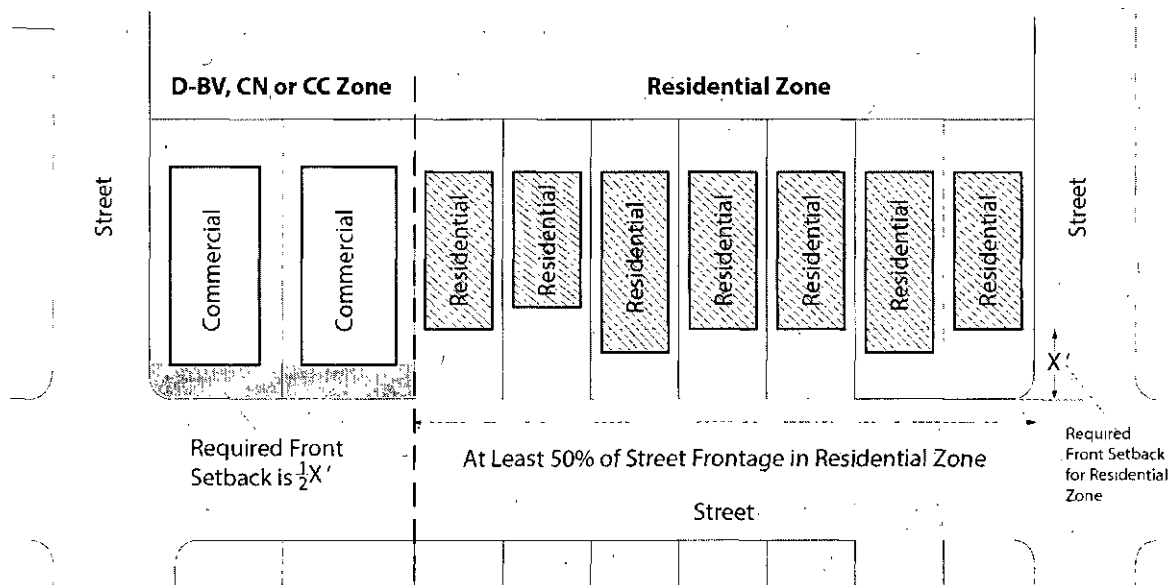 D-BV, CN or CC Zone
Residential Zone
Street
Commercial
Commercial
Residential
Residential
Residential
Residential
Residential
Residential
Residential
Street
X'
Required Front
Setback is ½X'
At Least 50% of Street Frontage in Residential Zone
Required
Front Setback
for Residential
Zone
Street